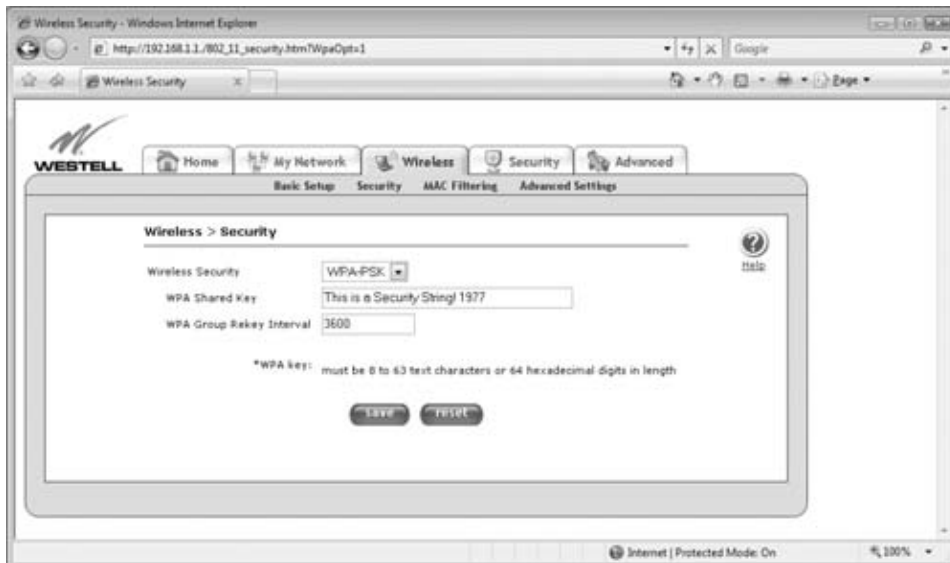 Wireless Security - Windows Internet Explorer
http://192.168.1.1./802_11_security.htm?WpaOpt=1
Google
Wireless Security
Page
WESTELL
Home
My Network
Wireless
Security
Advanced
Basic Setup Security MAC Filtering Advanced Settings
Wireless > Security
Help
Wireless Security WPA-PSK
WPA Shared Key This is a Security String! 1977
WPA Group Rekey Interval 3600
*WPA key: must be 8 to 63 text characters or 64 hexadecimal digits in length
save reset
Internet | Protected Mode: On 100%